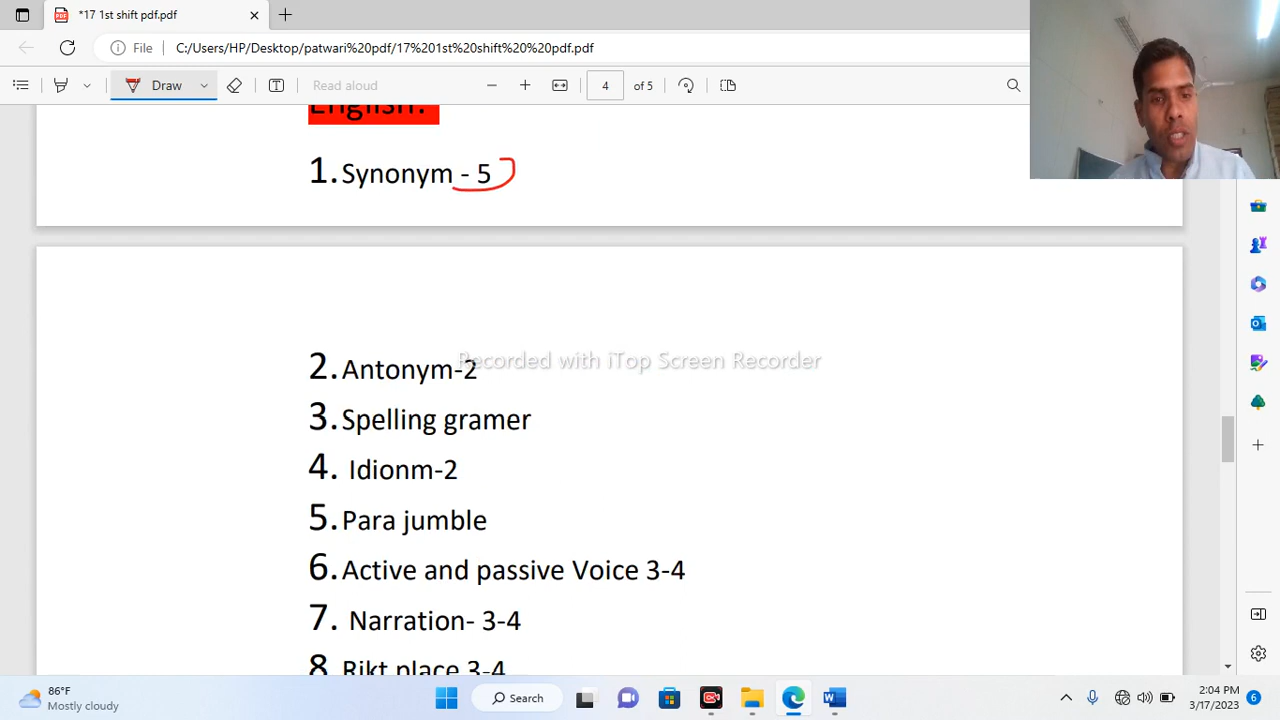 *17 1st shift pdf.pdf
File
C:/Users/HP/Desktop/patwari%20pdf/17%201st%20shift%20%20pdf.pdf
Draw
Read aloud
4
of 5
English:
1. Synonym - 5
2. Antonym-2
Recorded with iTop Screen Recorder
3. Spelling gramer
4. Idionm-2
5. Para jumble
6. Active and passive Voice 3-4
7. Narration- 3-4
8 Rikt place 3-4
86°F
Mostly cloudy
Search
2:04 PM
3/17/2023
6